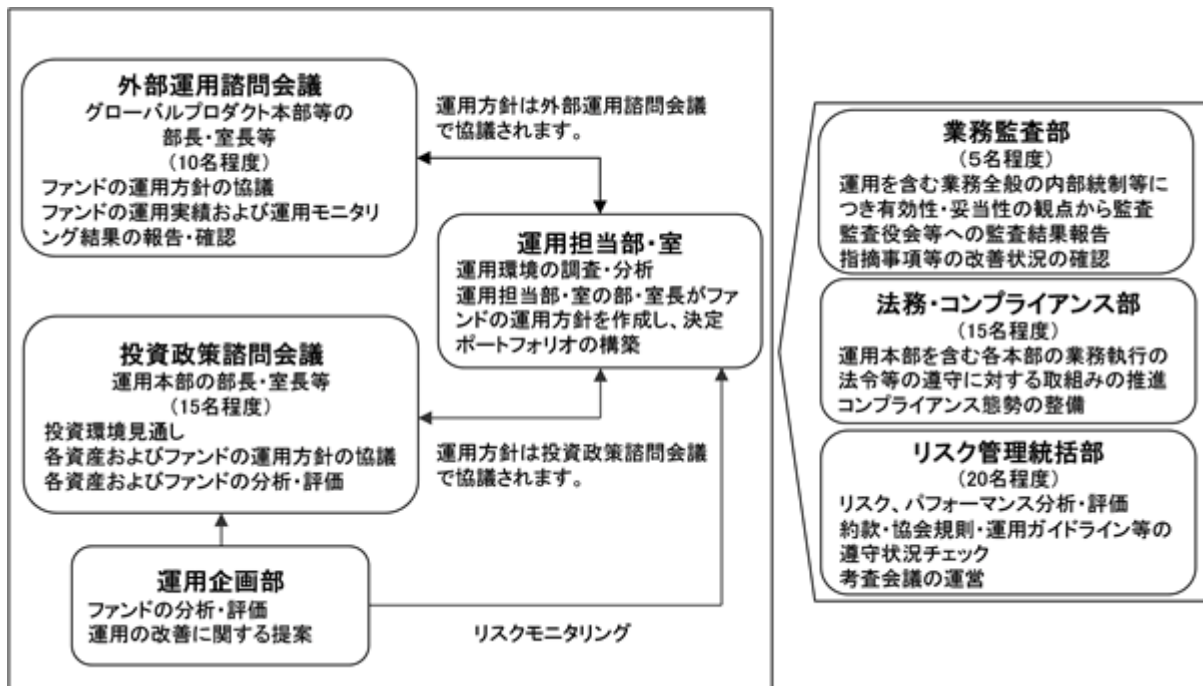 外部運用諮問会議
グローバルプロダクト本部等の
部長・室長等
(10名程度)
ファンドの運用方針の協議
ファンドの運用実績および運用モニタリ
ング結果の報告・確認
運用方針は外部運用諮問会議
で協議されます。
運用担当部・室
運用環境の調査・分析
運用担当部・室の部・室長がファ
ンドの運用方針を作成し、決定
ポートフォリオの構築
投資政策諮問会議
運用本部の部長・室長等
(15名程度)
投資環境見通し
各資産およびファンドの運用方針の協議
各資産およびファンドの分析・評価
運用方針は投資政策諮問会議
で協議されます。
運用企画部
ファンドの分析・評価
運用の改善に関する提案
リスクモニタリング
業務監査部
(5名程度)
運用を含む業務全般の内部統制等に
つき有効性・妥当性の観点から監査
監査役会等への監査結果報告
指摘事項等の改善状況の確認
法務・コンプライアンス部
(15名程度)
運用本部を含む各本部の業務執行の
法令等の遵守に対する取組みの推進
コンプライアンス態勢の整備
リスク管理統括部
(20名程度)
リスク、パフォーマンス分析・評価
約款・協会規則・運用ガイドライン等の
遵守状況チェック
考査会議の運営